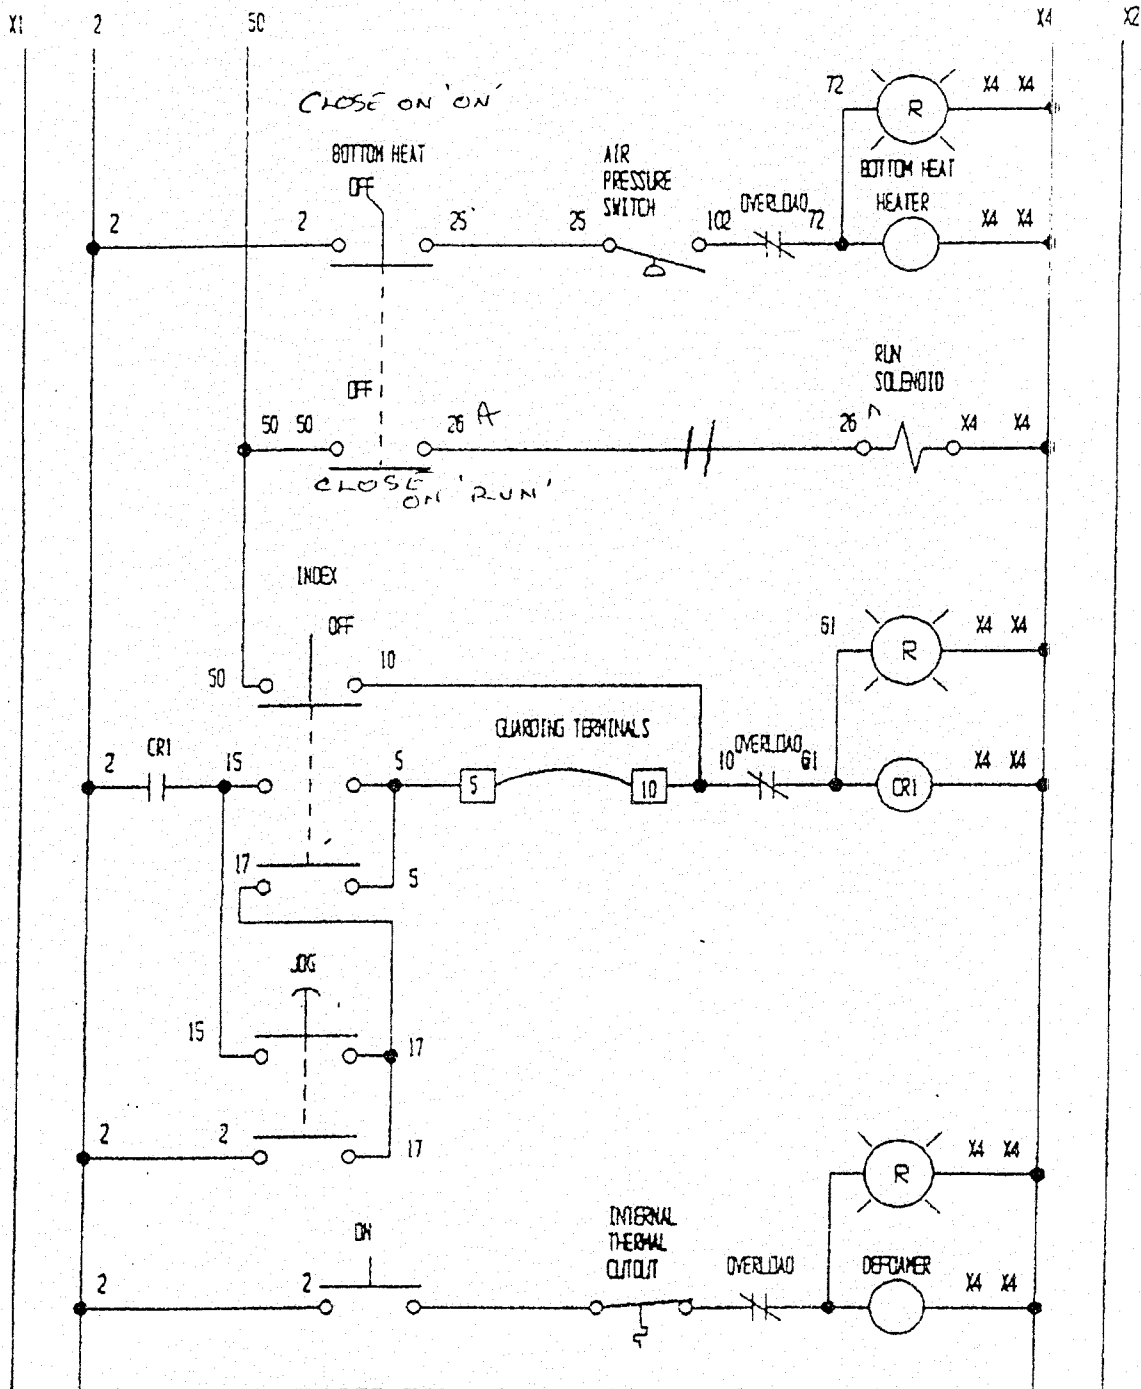 X1 2 50 X4 X2
CLOSE ON 'ON'
72 R X4 X4
BOTTOM HEAT
OFF
AIR
PRESSURE
SWITCH
BOTTOM HEAT
HEATER
2 2 25 25 102 OVERLOAD 72 X4 X4
RUN
SOLENOID
OFF
50 50 26 A 26 X4 X4
CLOSE
ON 'RUN'
INDEX
OFF
61 R X4 X4
50 10
GUARDING TERMINALS
2 CR1 15 5 5 10 10 OVERLOAD 61 CR1 X4 X4
17 5
JOG
15 17
2 2 17
R X4 X4
ON
INTERNAL
THERMAL
CUTOUT
OVERLOAD
DEFOAMER
2 2 X4 X4